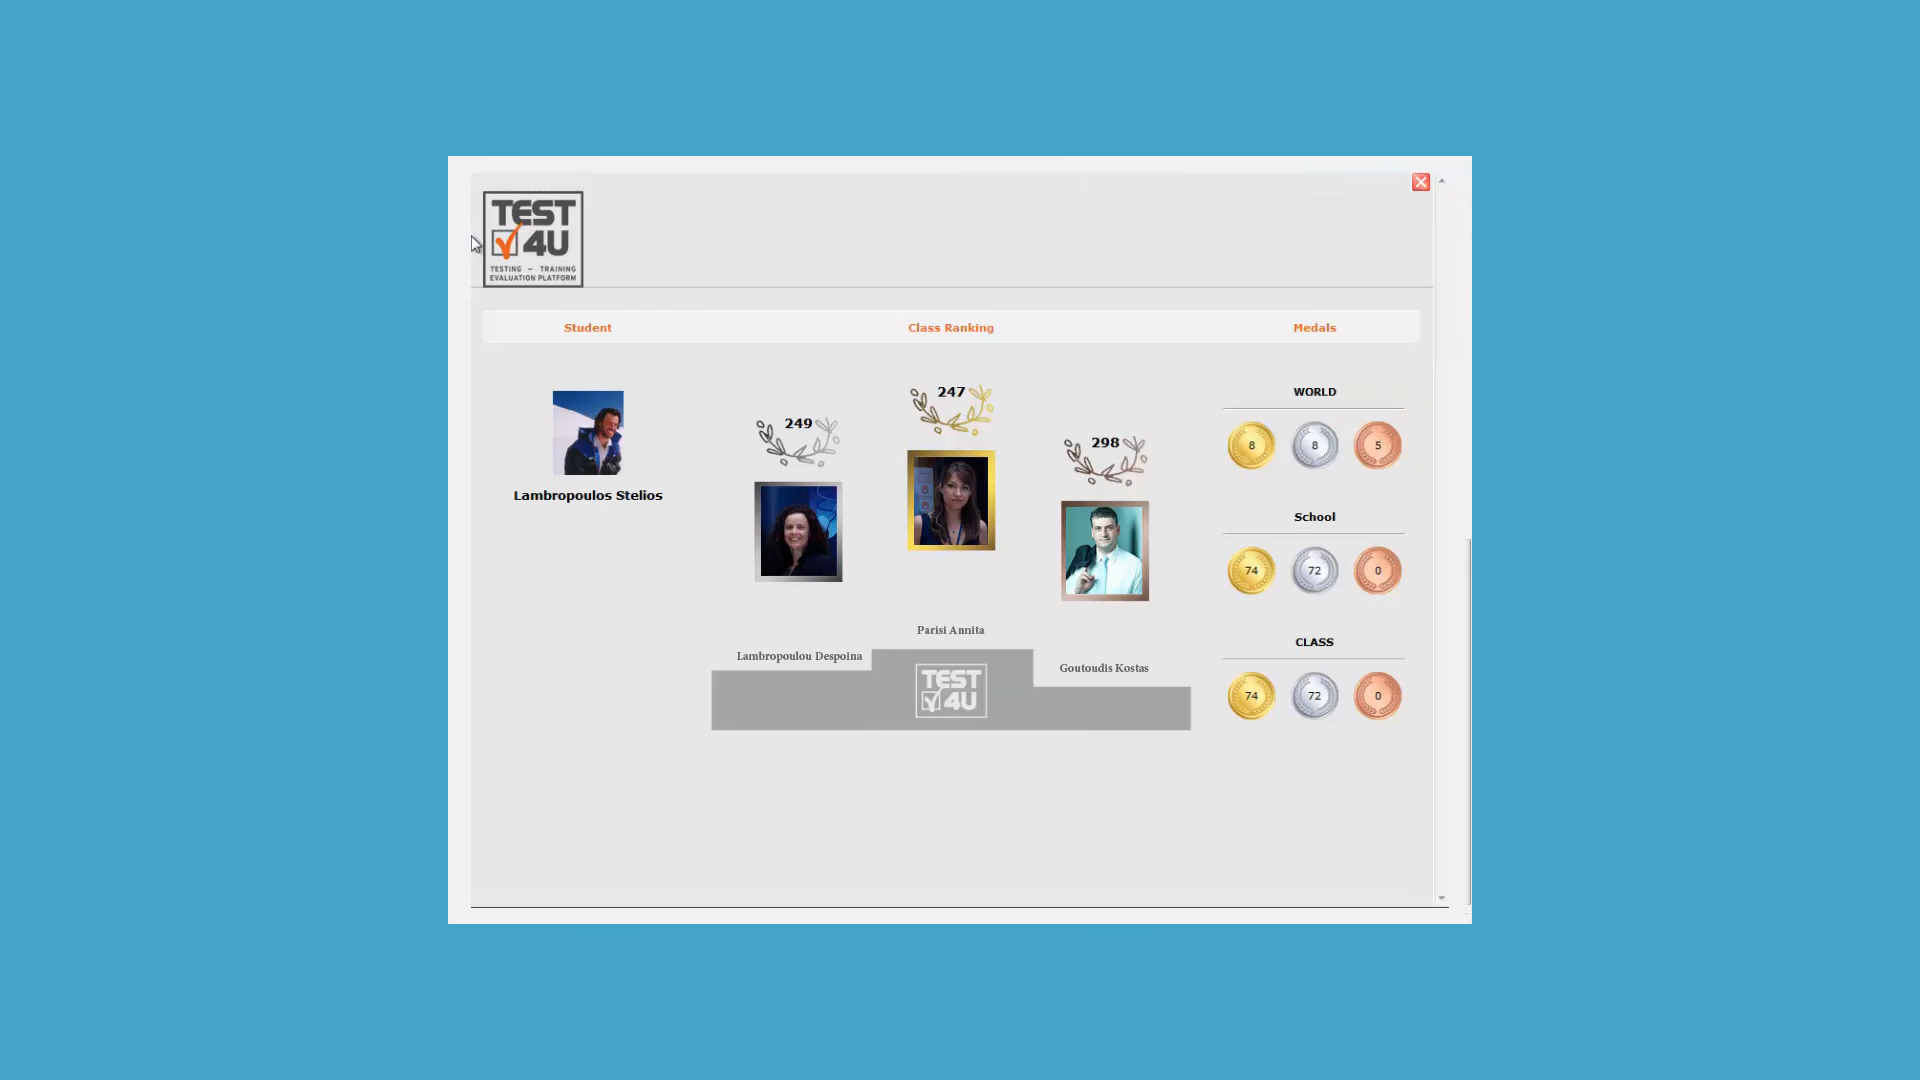 TEST
4U
TESTING – TRAINING
EVALUATION PLATFORM
Student
Class Ranking
Medals
Lambropoulos Stelios
249
247
298
Lambropoulou Despoina
Parisi Annita
Goutoudis Kostas
TEST
4U
WORLD
8 8 5
School
74 72 0
CLASS
74 72 0